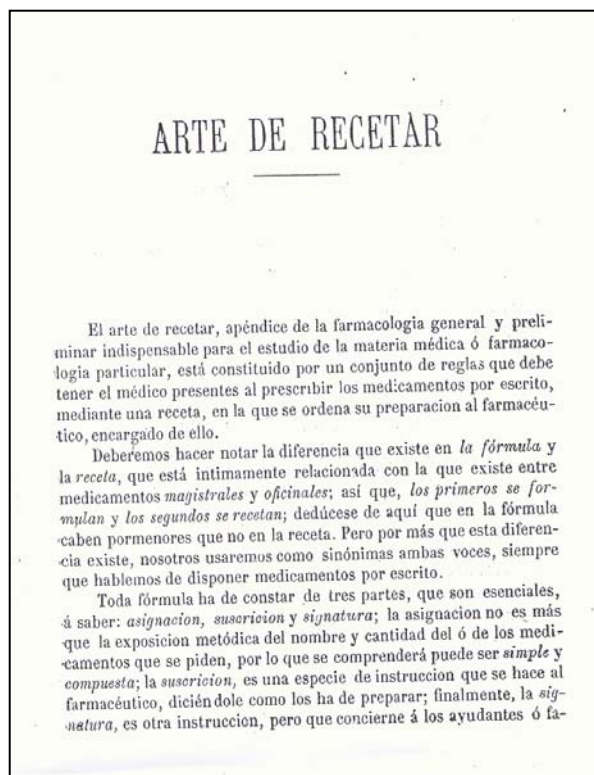 ARTE DE RECETAR
El arte de recetar, apéndice de la farmacologia general y preli-
minar indispensable para el estudio de la materia médica ó farmaco-
logia particular, está constituido por un conjunto de reglas que debe
tener el médico presentes al prescribir los medicamentos por escrito,
mediante una receta, en la que se ordena su preparacion al farmacéu-
tico, encargado de ello.
Deberemos hacer notar la diferencia que existe en la fórmula y
la receta, que está intimamente relacionada con la que existe entre
medicamentos magistrales y oficinales; así que, los primeros se for-
mulan y los segundos se recetan; dedúcese de aquí que en la fórmula
caben pormenores que no en la receta. Pero por más que esta diferen-
cia existe, nosotros usaremos como sinónimas ambas voces, siempre
que hablemos de disponer medicamentos por escrito.
Toda fórmula ha de constar de tres partes, que son esenciales,
á saber: asignacion, suscricion y signatura; la asignacion no es más
que la exposicion metódica del nombre y cantidad del ó de los medi-
camentos que se piden, por lo que se comprenderá puede ser simple y
compuesta; la suscricion, es una especie de instruccion que se hace al
farmacéutico, diciéndole como los ha de preparar; finalmente, la sig-
natura, es otra instruccion, pero que concierne á los ayudantes ó fa-